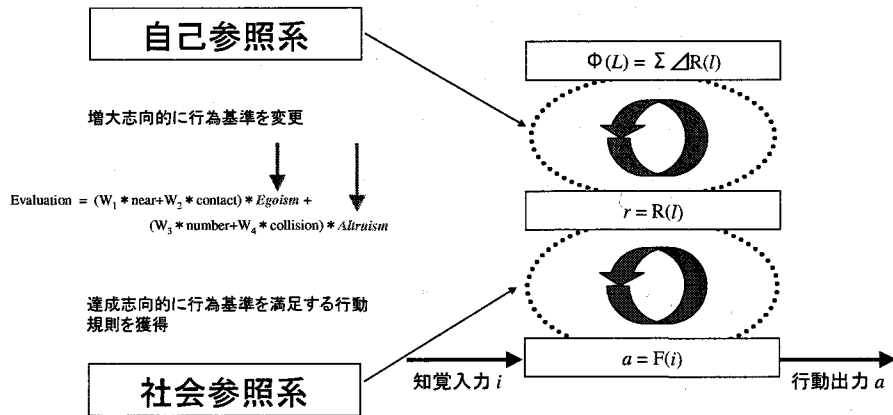 自己参照系
増大志向的に行為基準を変更
Evaluation = (W₁*near+W₂*contact)*Egoism +
(W₃*number+W₄*collision)*Altruism
達成志向的に行為基準を満足する行動
規則を獲得
社会参照系
Φ(L) = Σ⊿R(l)
r = R(l)
a = F(i)
知覚入力 i
行動出力 a